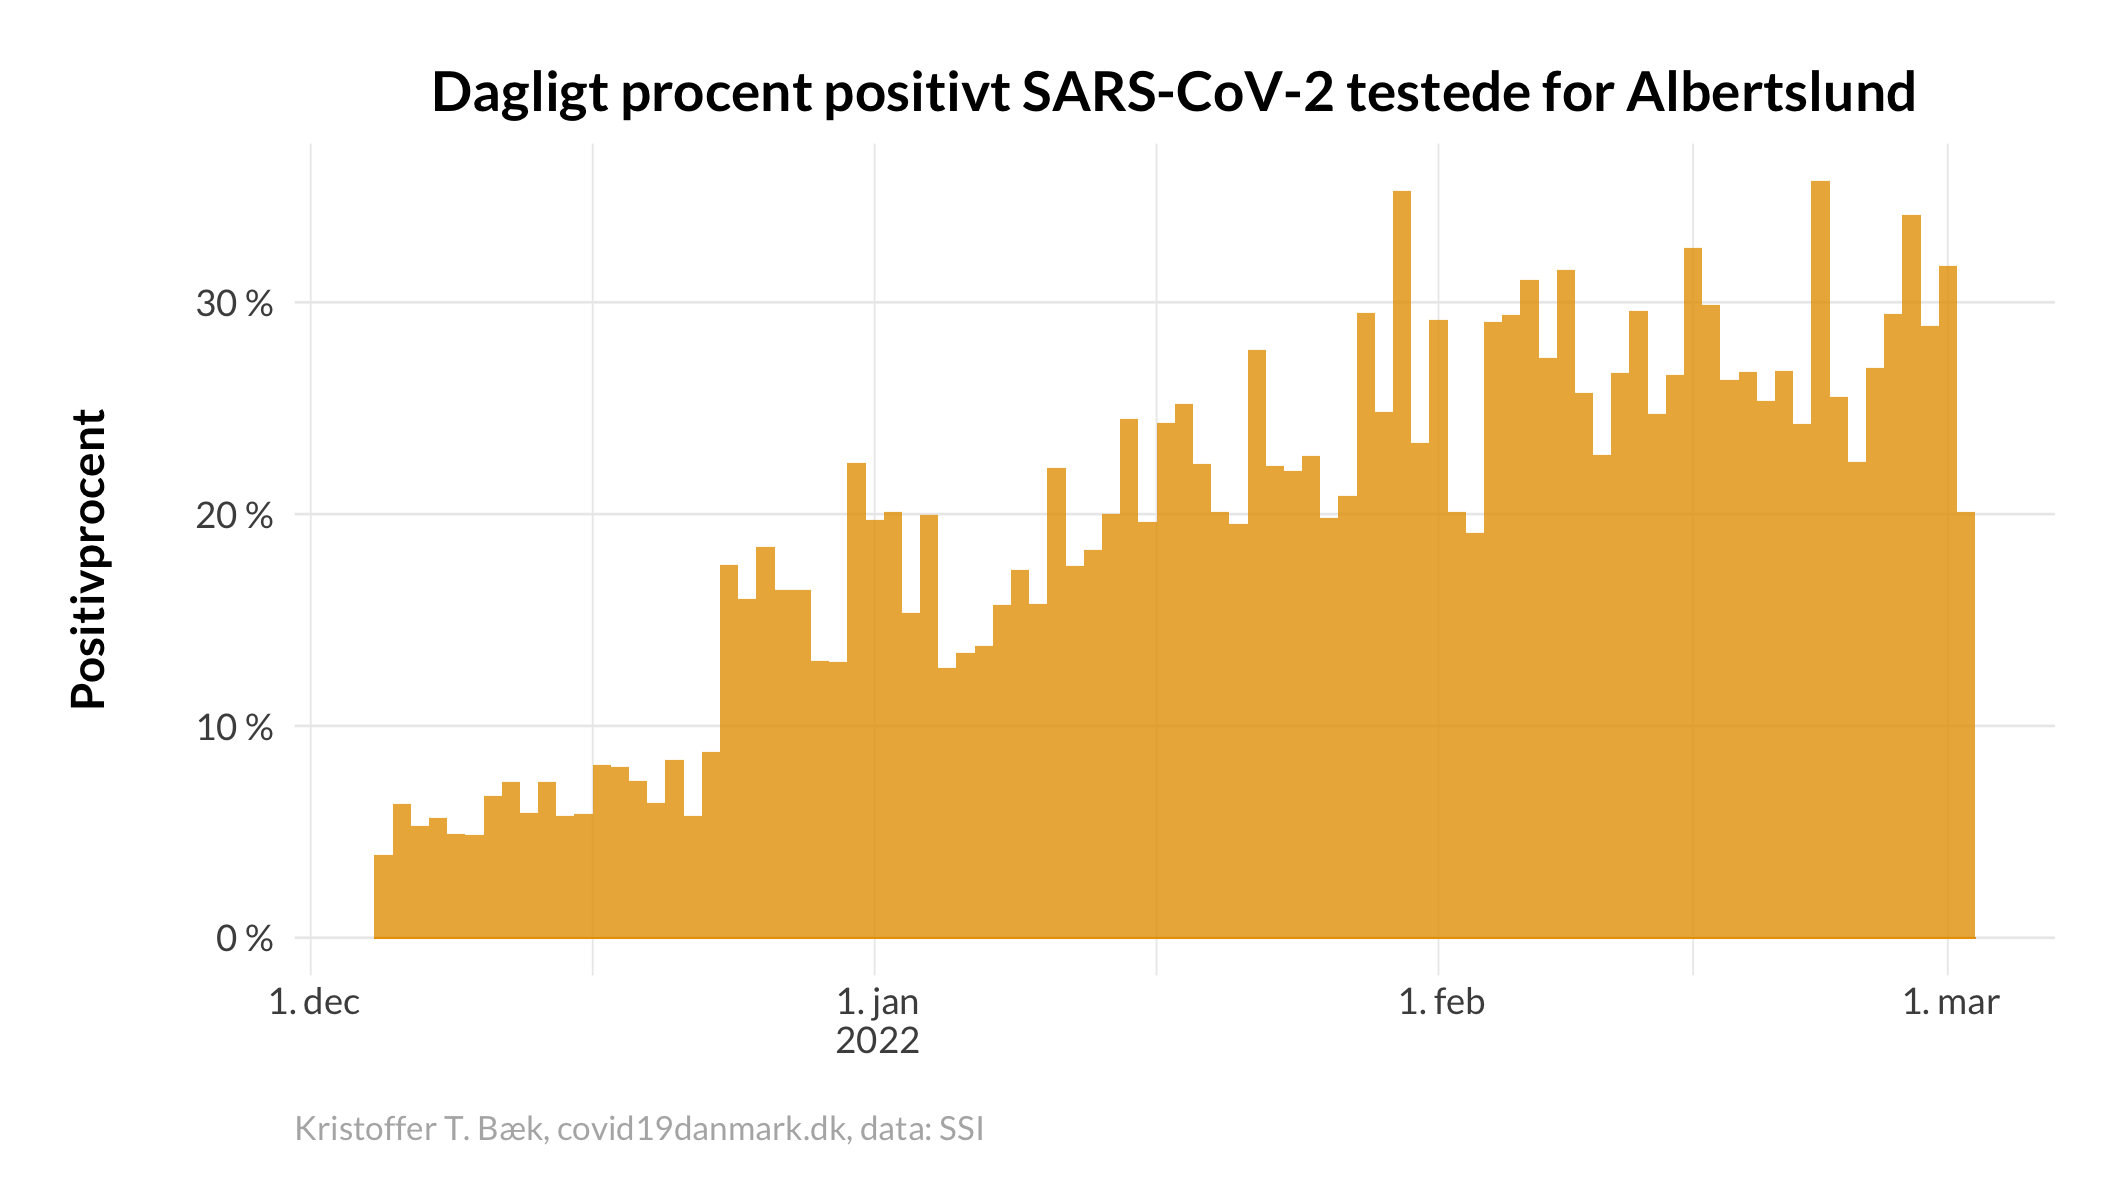 Dagligt procent positivt SARS-CoV-2 testede for Albertslund
Positivprocent
30 %
20 %
10 %
0 %
1. dec
1. jan
2022
1. feb
1. mar
Kristoffer T. Bæk, covid19danmark.dk, data: SSI